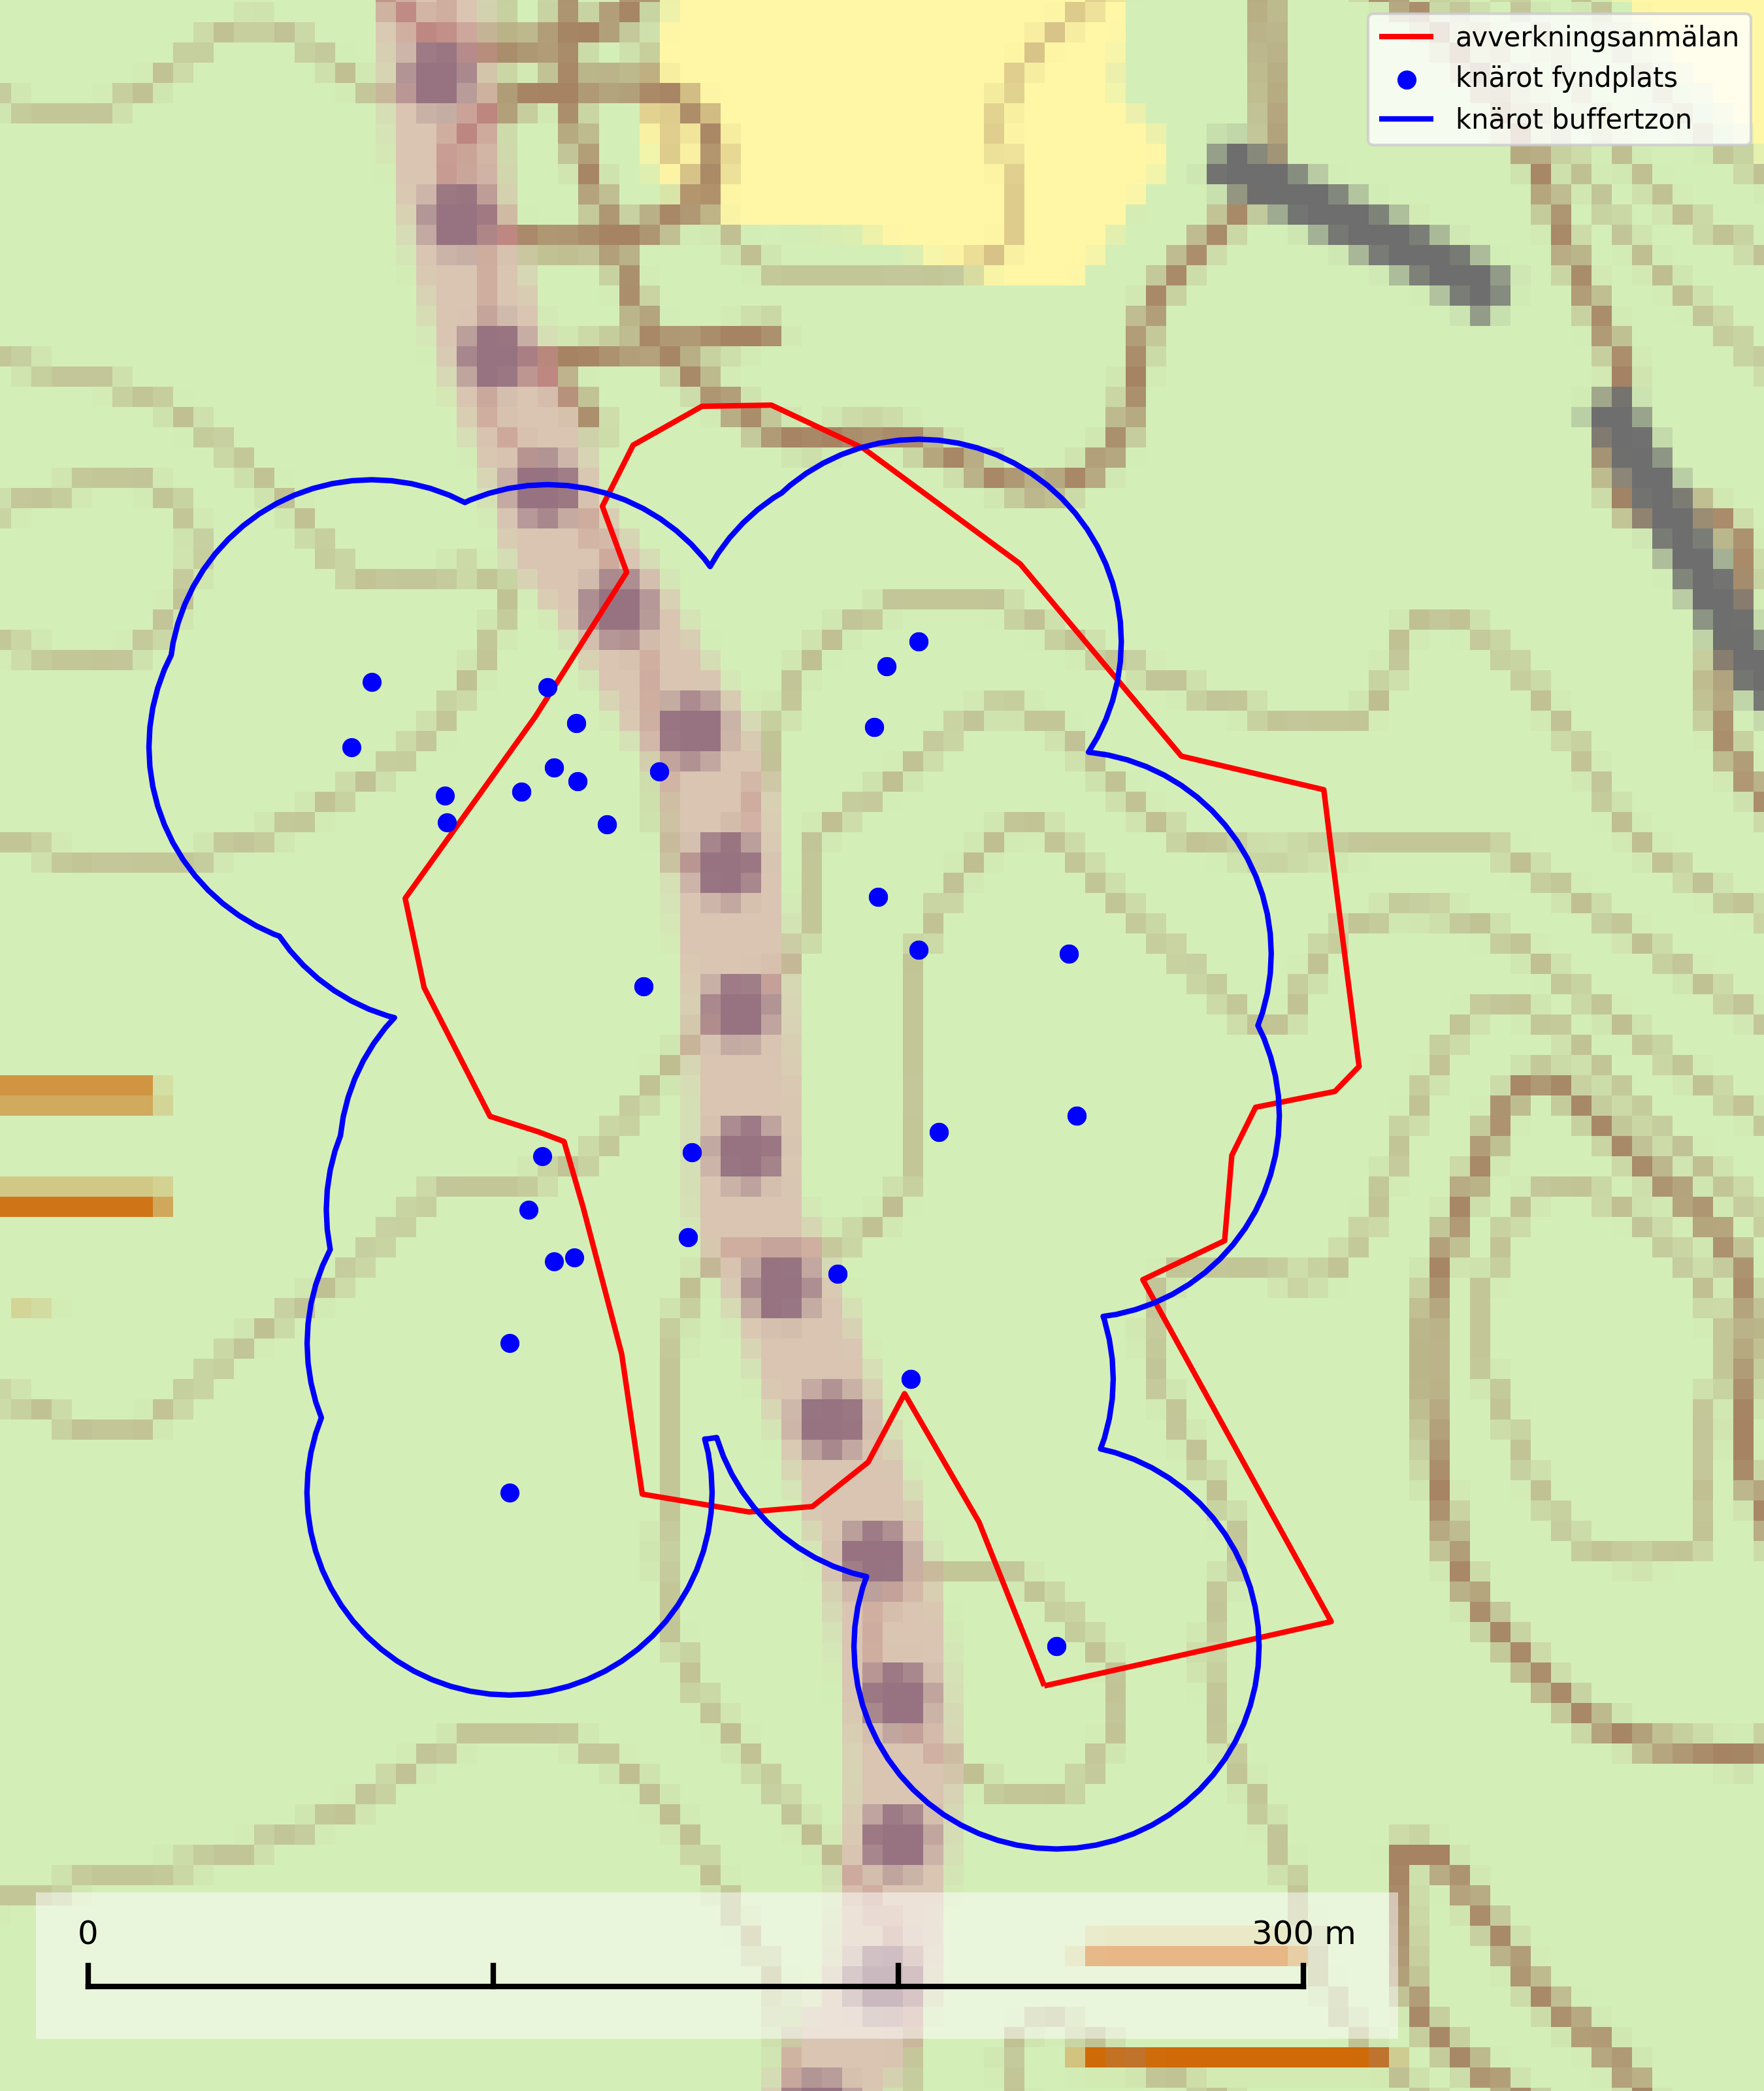 avverkningsanmälan
knärot fyndplats
knärot buffertzon
0 300 m